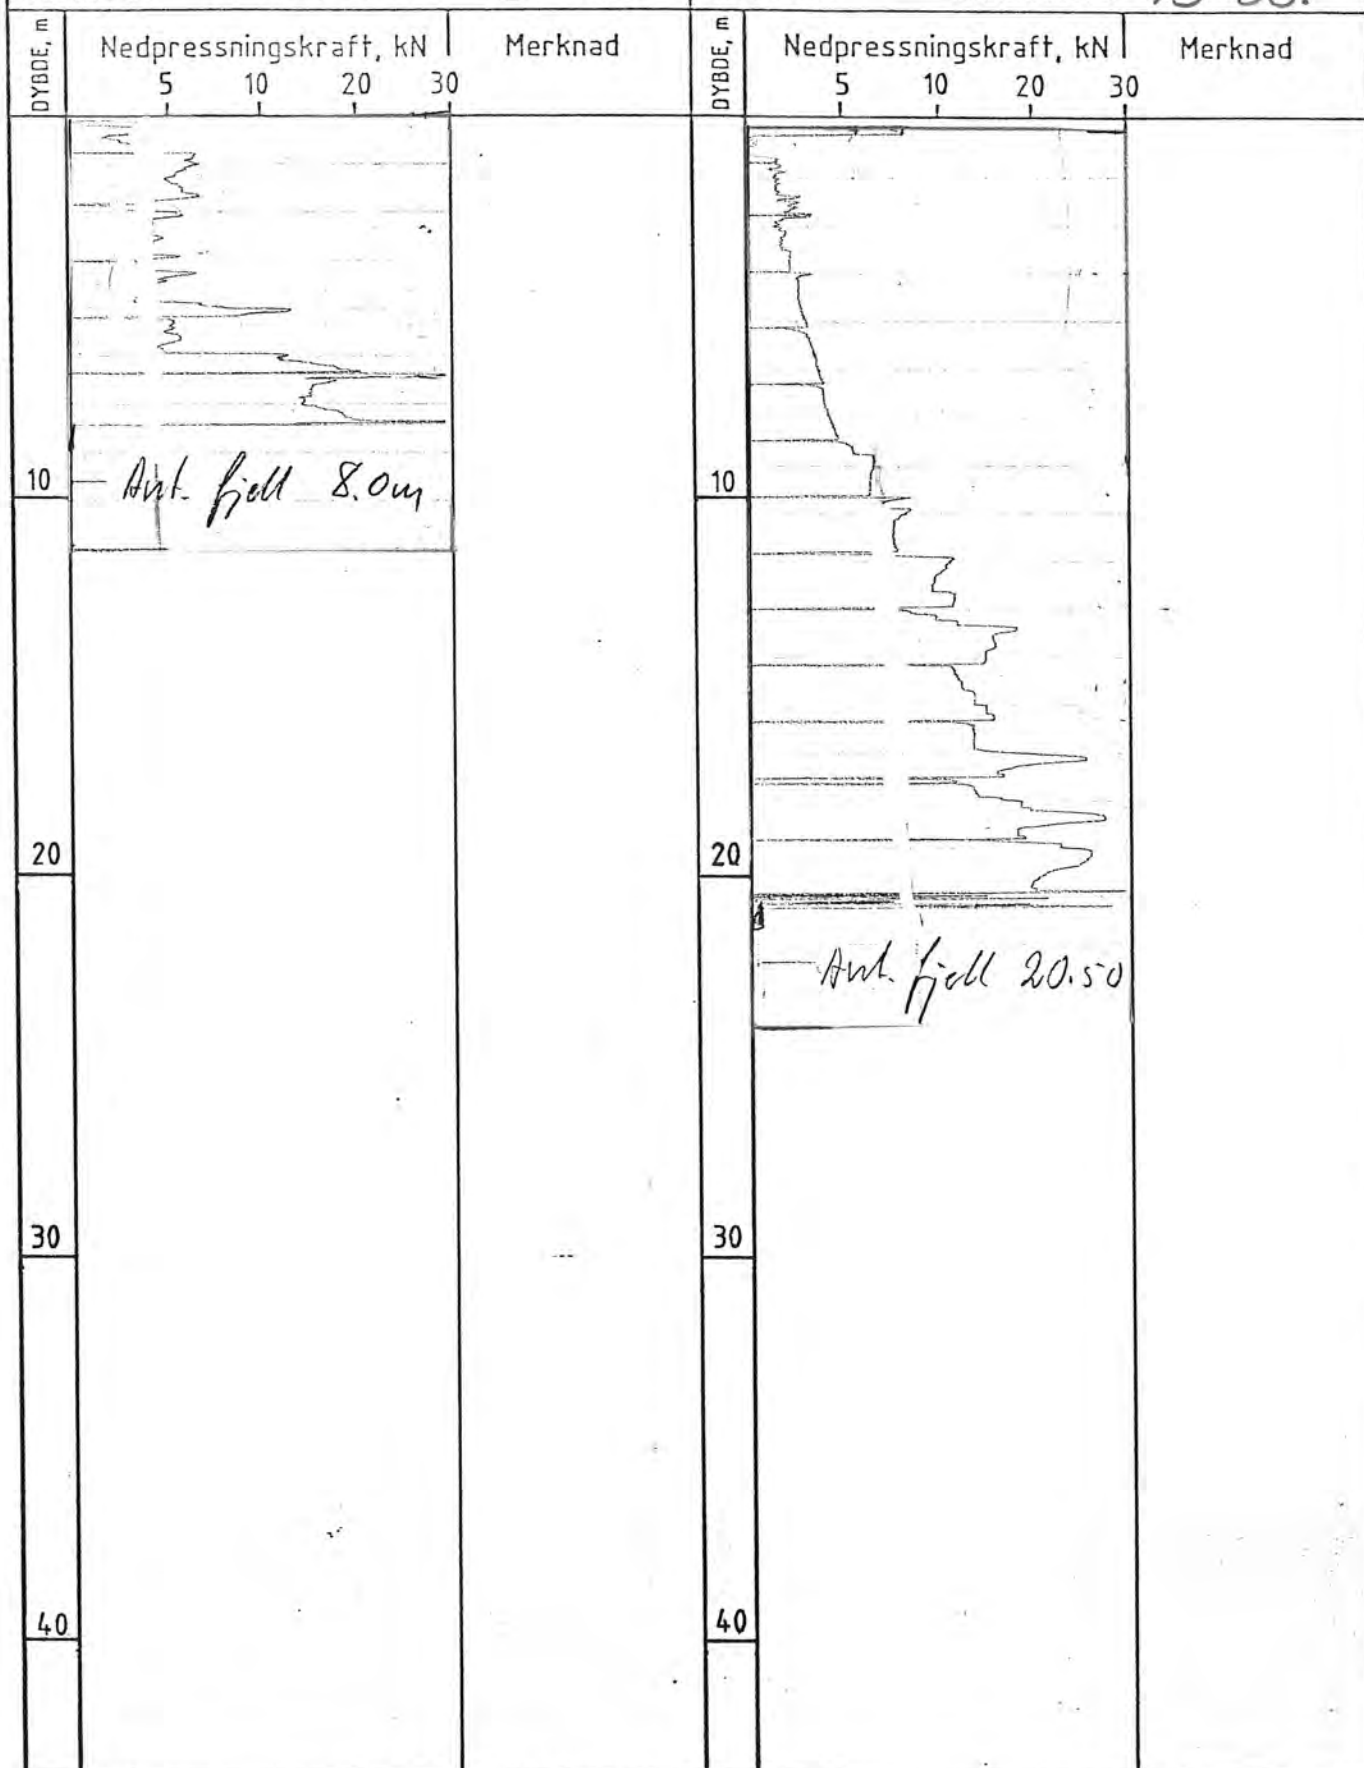 DYBDE, m
Nedpressningskraft, kN
Merknad
5 10 20 30
10
Ant. fjell 8.0m
20
30
40
DYBDE, m
Nedpressningskraft, kN
Merknad
5 10 20 30
10
20
Ant. fjell 20.50
30
40